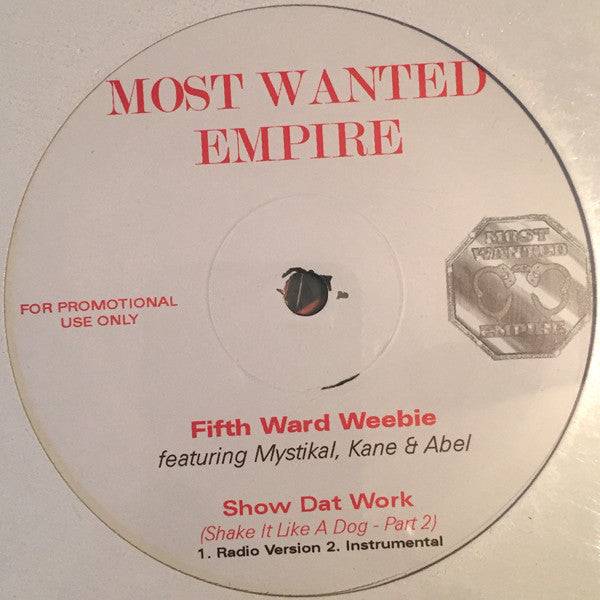 MOST WANTED
EMPIRE
MOST
WANTED
EMPIRE
FOR PROMOTIONAL
USE ONLY
Fifth Ward Weebie
featuring Mystikal, Kane & Abel
Show Dat Work
(Shake It Like A Dog - Part 2)
1. Radio Version 2. Instrumental